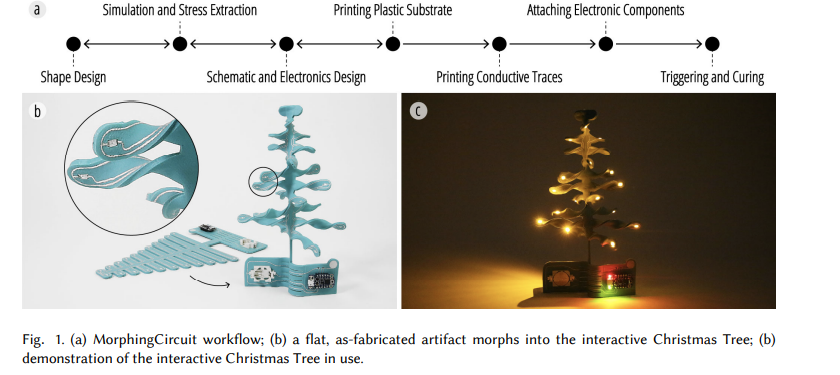 a
Simulation and Stress Extraction Printing Plastic Substrate Attaching Electronic Components
Shape Design Schematic and Electronics Design Printing Conductive Traces Triggering and Curing
b
c
Fig. 1. (a) MorphingCircuit workflow; (b) a flat, as-fabricated artifact morphs into the interactive Christmas Tree; (b)
demonstration of the interactive Christmas Tree in use.